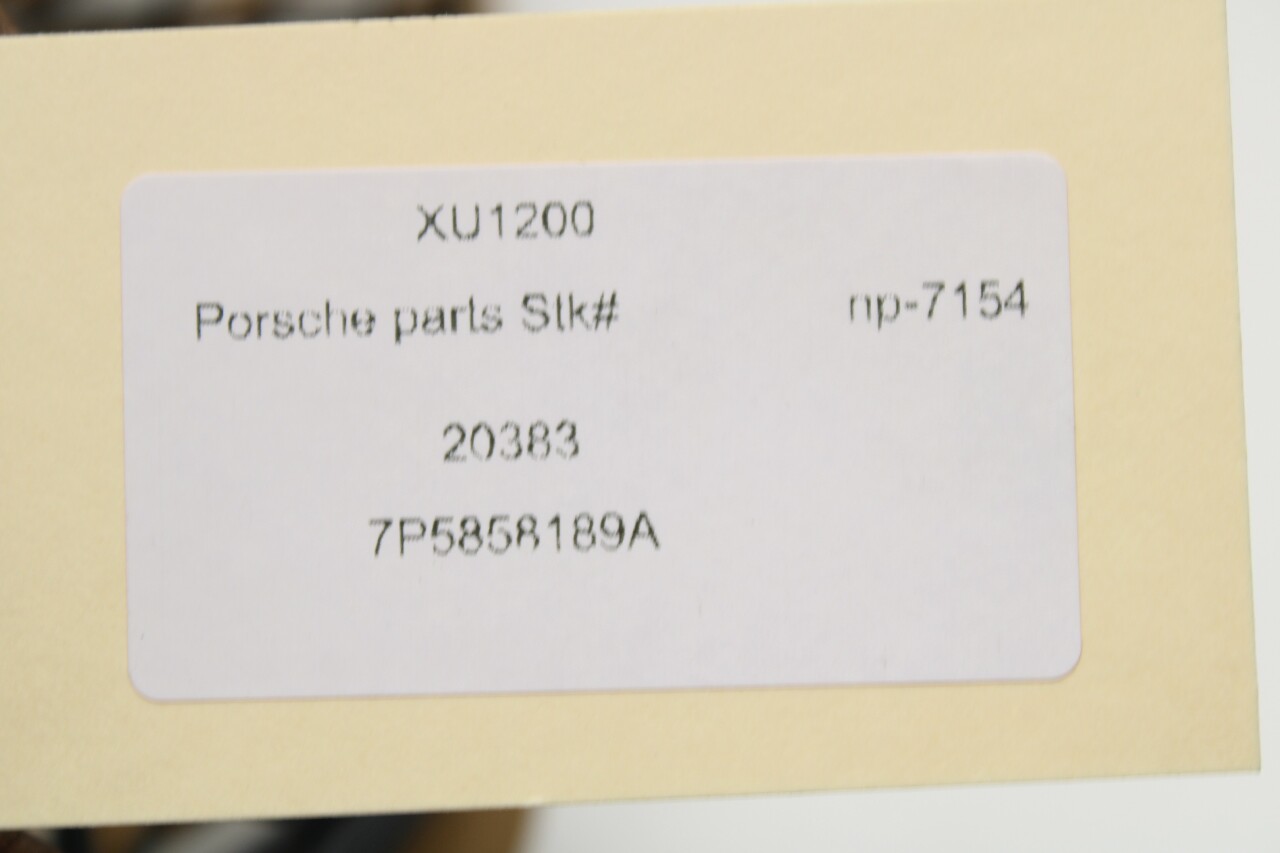 XU1200
Porsche parts Stk# np-7154
20383
7P5858189A